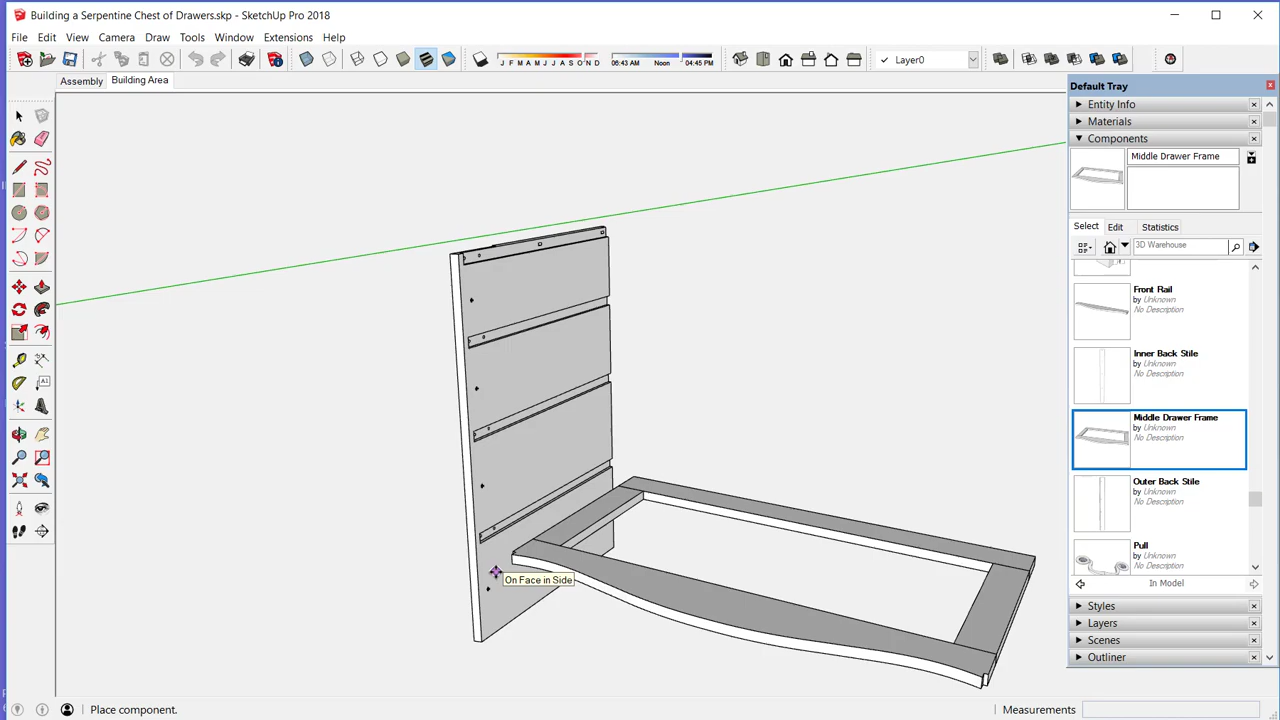 Building a Serpentine Chest of Drawers.skp - SketchUp Pro 2018
File Edit View Camera Draw Tools Window Extensions Help
J F M A M J J A S O N D
06:43 AM Noon 04:45 PM
Layer0
Assembly Building Area
Default Tray
Entity Info
Materials
Components
Middle Drawer Frame
Select Edit Statistics
3D Warehouse
Front Rail
by Unknown
No Description
Inner Back Stile
by Unknown
No Description
Middle Drawer Frame
by Unknown
No Description
Outer Back Stile
by Unknown
No Description
Pull
by Unknown
No Description
In Model
Styles
Layers
Scenes
Outliner
A1
On Face in Side
Place component.
Measurements